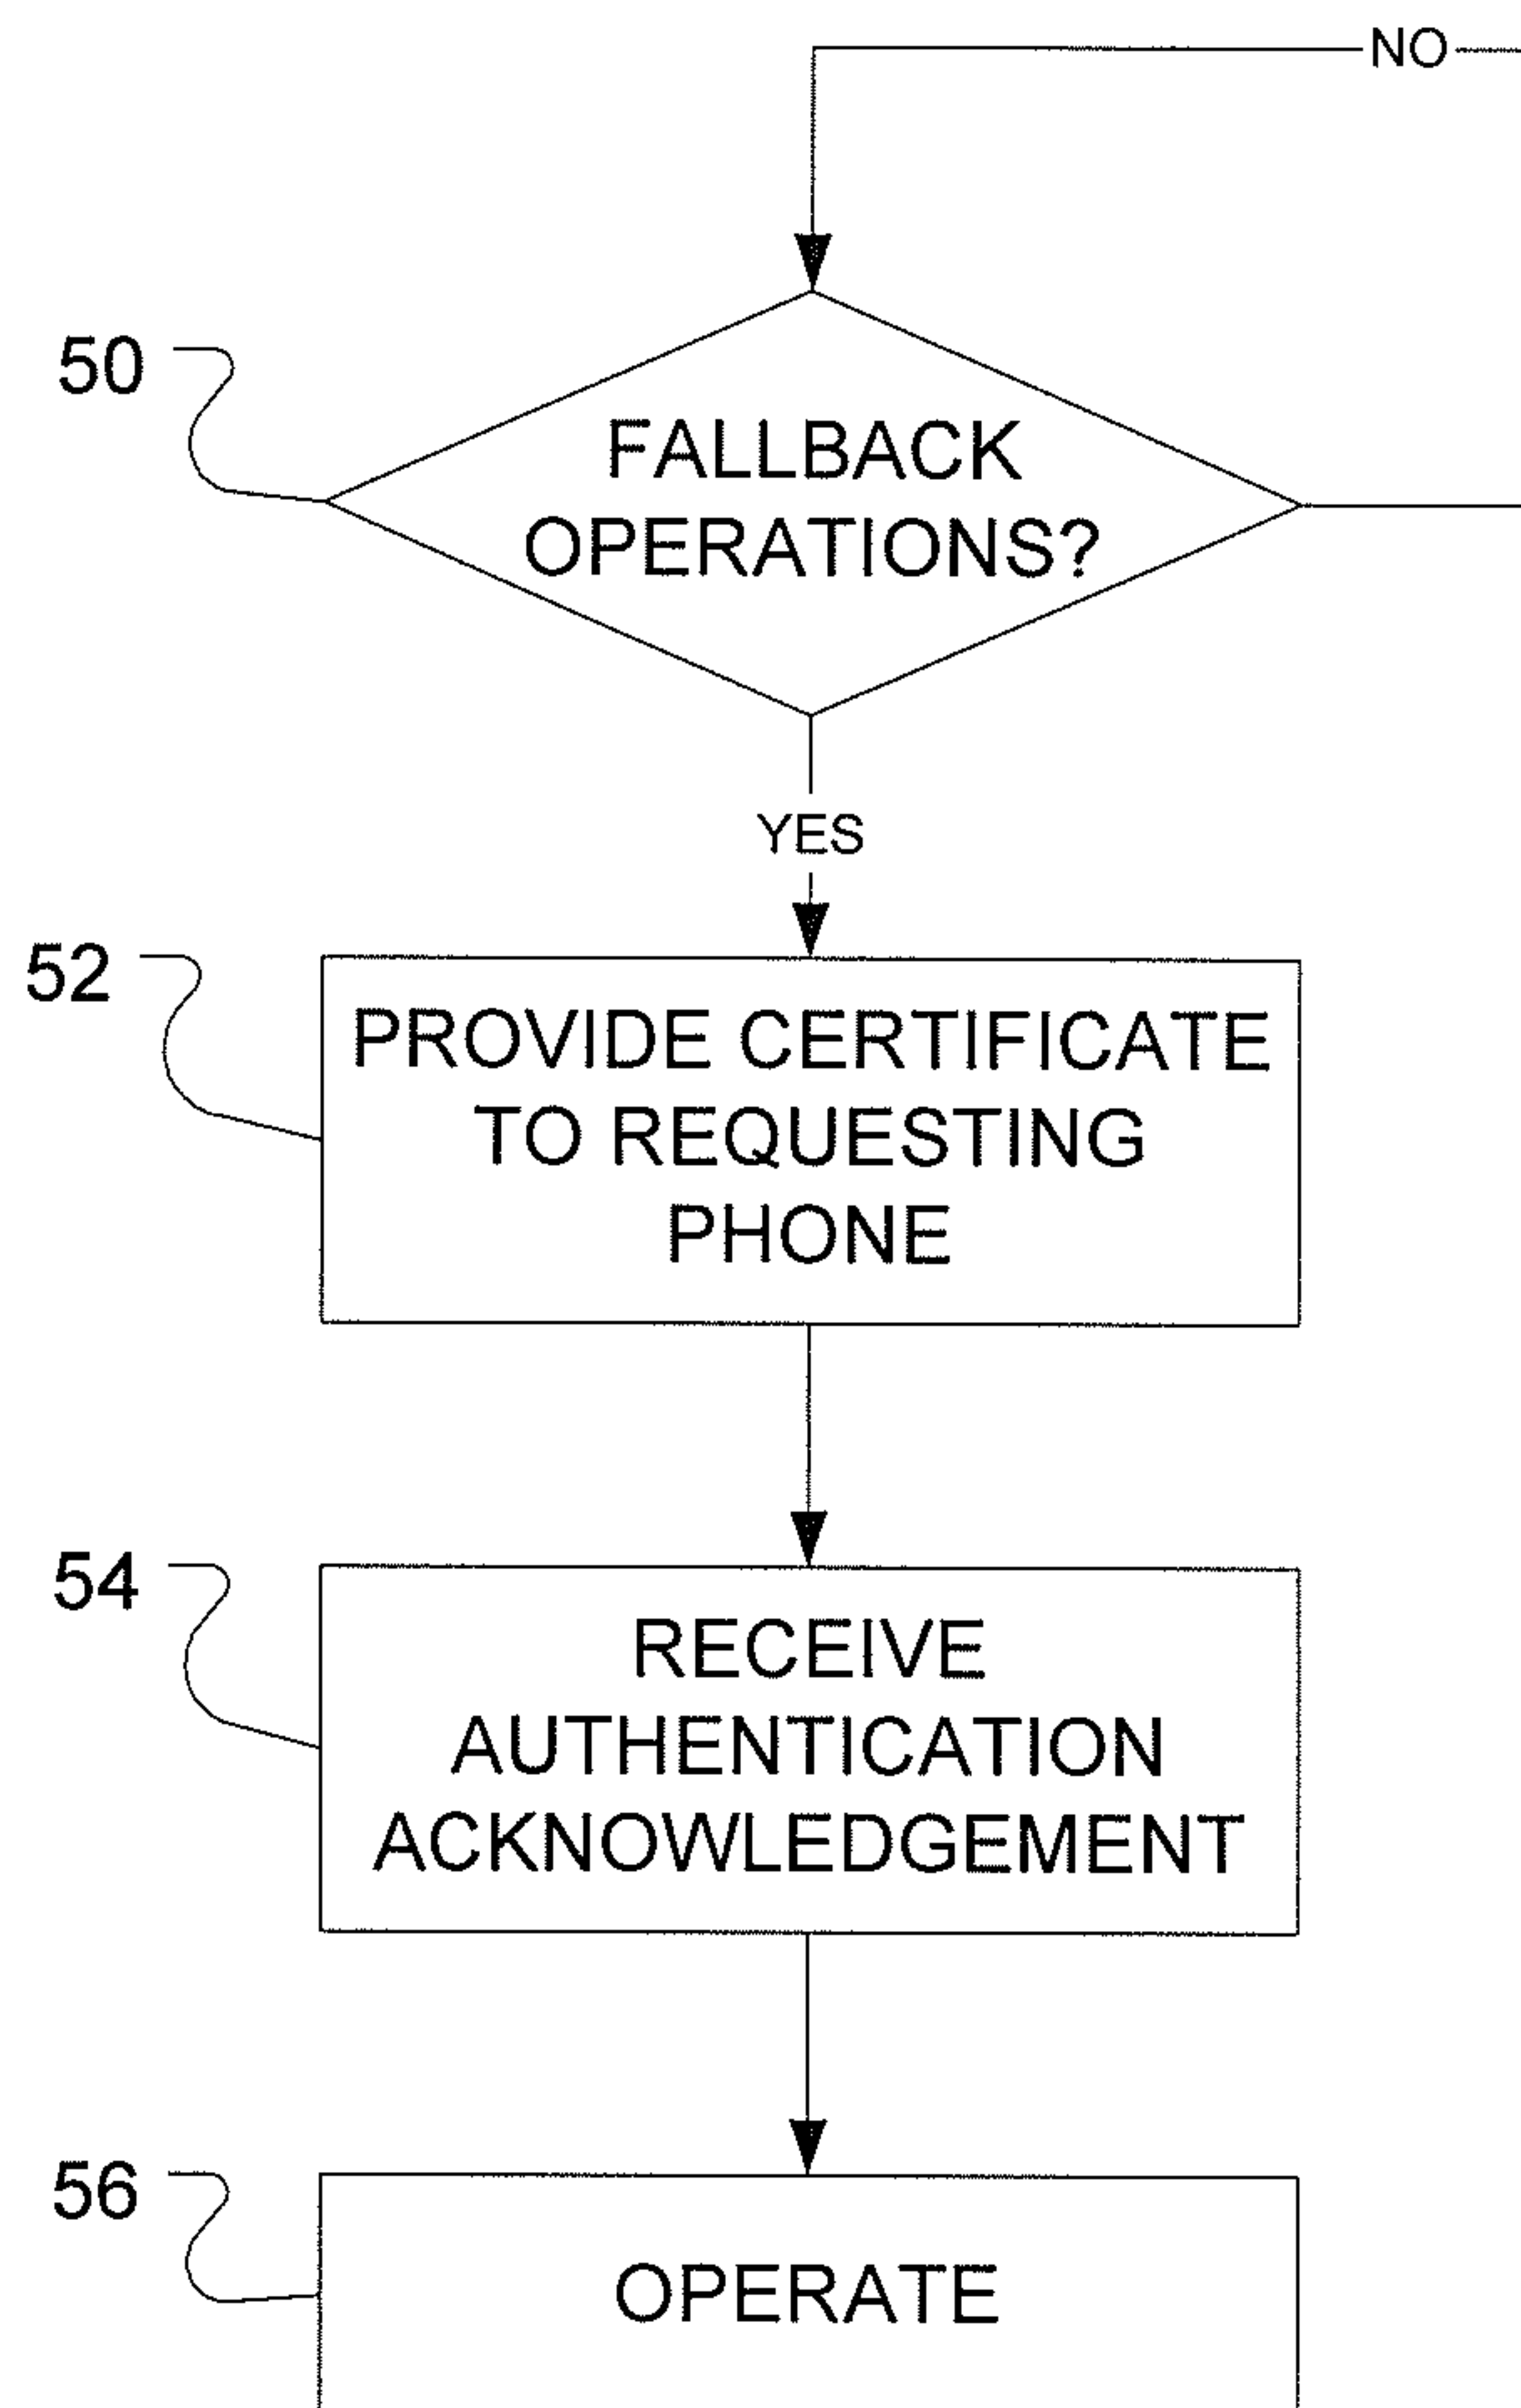 NO
50
FALLBACK
OPERATIONS?
YES
52
PROVIDE CERTIFICATE
TO REQUESTING
PHONE
54
RECEIVE
AUTHENTICATION
ACKNOWLEDGEMENT
56
OPERATE